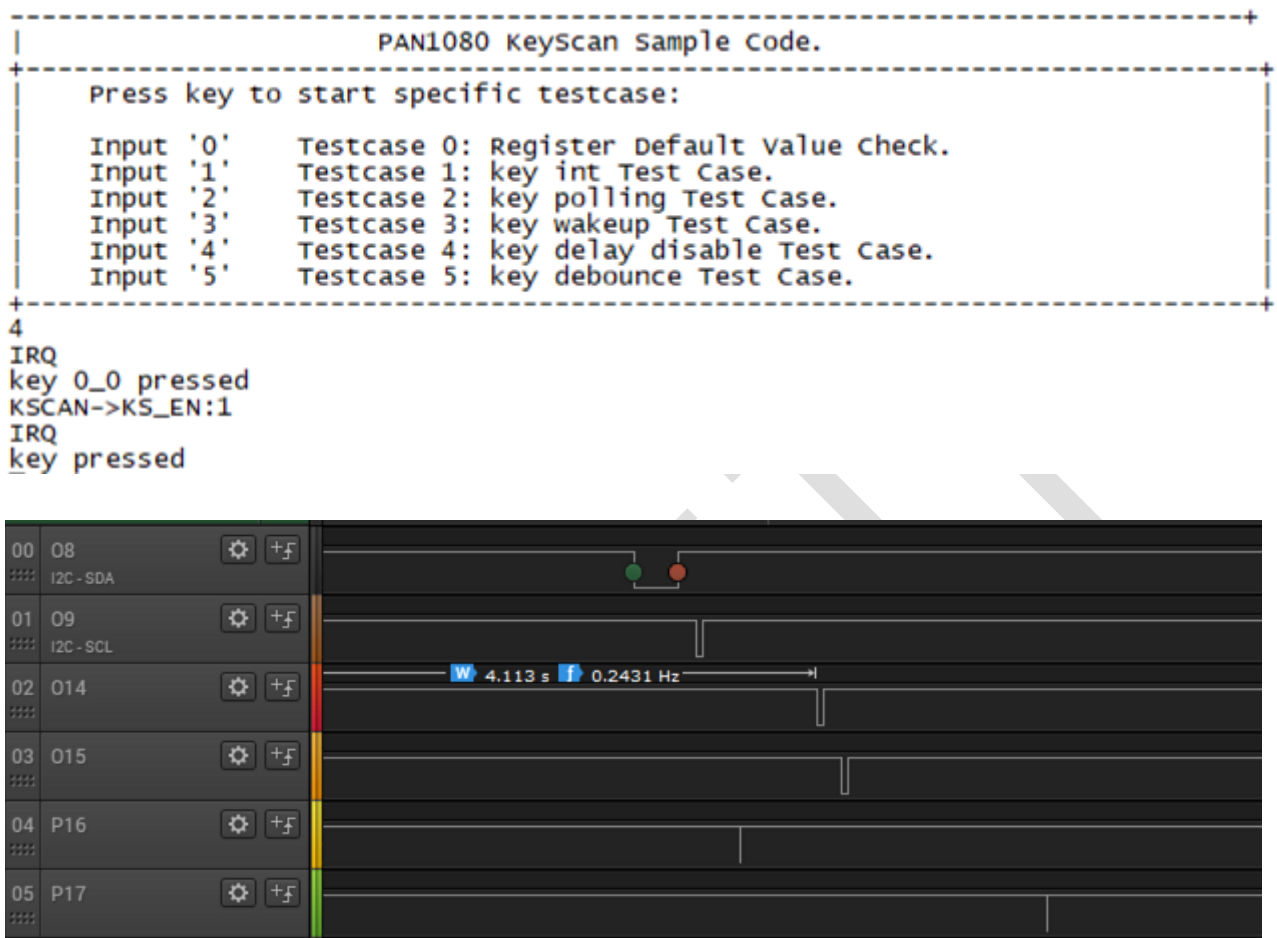 PAN1080 KeyScan Sample Code.
Press key to start specific testcase:
Input '0' Testcase 0: Register Default Value Check.
Input '1' Testcase 1: key int Test Case.
Input '2' Testcase 2: key polling Test Case.
Input '3' Testcase 3: key wakeup Test Case.
Input '4' Testcase 4: key delay disable Test Case.
Input '5' Testcase 5: key debounce Test Case.
4
IRQ
key 0_0 pressed
KSCAN->KS_EN:1
IRQ
key pressed
00 O8
I2C - SDA
01 O9
I2C - SCL
W 4.113 s f 0.2431 Hz
02 O14
03 O15
04 P16
05 P17